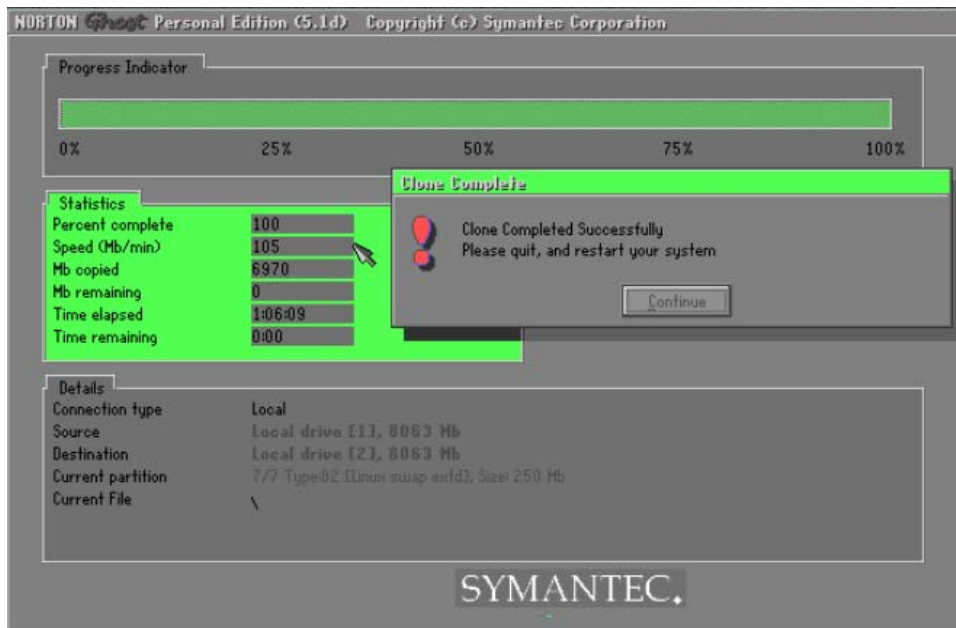 NORTON Ghost Personal Edition (5.1d) Copyright (c) Symantec Corporation
Progress Indicator
0% 25% 50% 75% 100%
Clone Complete
Clone Completed Successfully
Please quit, and restart your system
Continue
Statistics
Percent complete 100
Speed (Mb/min) 105
Mb copied 6970
Mb remaining 0
Time elapsed 1:06:09
Time remaining 0:00
Details
Connection type Local
Source Local drive [1], 8063 Mb
Destination Local drive [2], 8063 Mb
Current partition 7/7 Type:82 [Linux swap extd], Size: 250 Mb
Current File \
SYMANTEC.